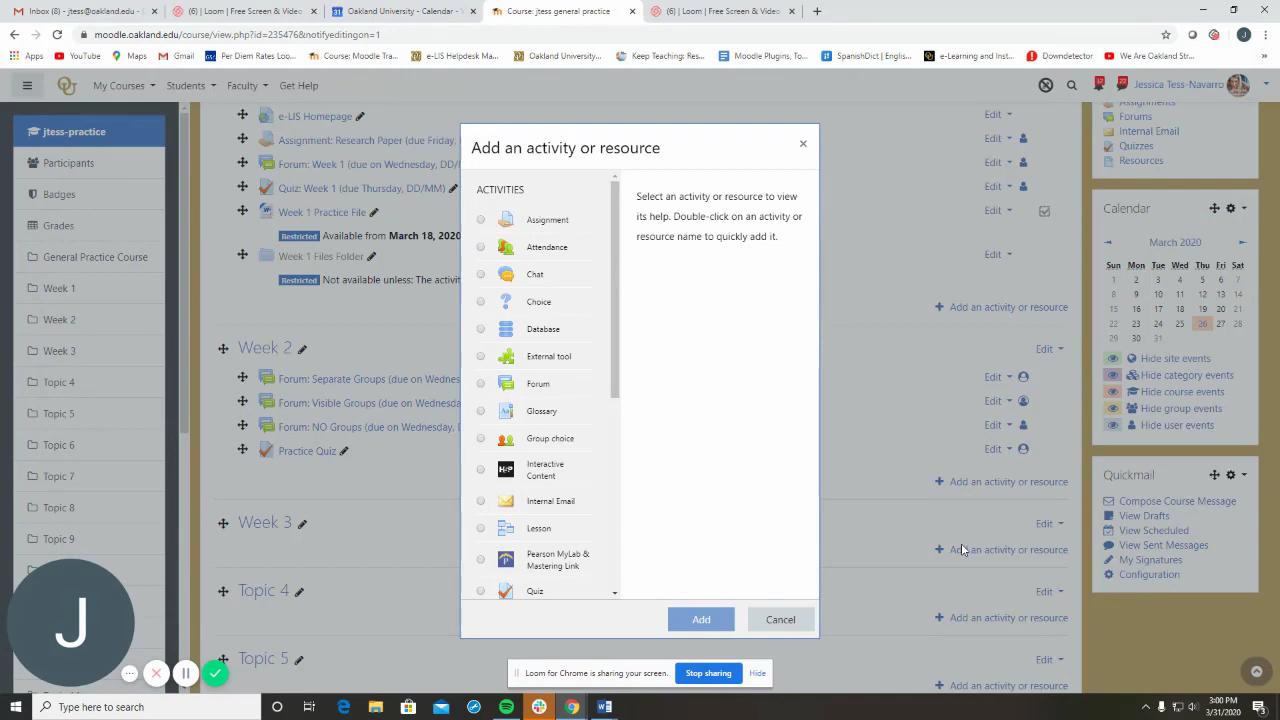 Inbox (6) - jtess@oakland.edu -
(6) | Loom | Free Screen & Video
Oakland University - Calendar -
Course: jtess general practice
(6) | Loom | Free Screen & Video
moodle.oakland.edu/course/view.php?id=235476&notifyeditingon=1
Apps
YouTube
Maps
Gmail
Per Diem Rates Gen...
Course: Moodle Tra...
e-LIS Helpdesk Ma...
Oakland University...
Keep Teaching: Res...
Moodle Plugins, To...
SpanishDict | Englis...
e-Learning and Inst...
Downdetector
We Are Oakland Str...
My Courses
Students
Faculty
Get Help
12
22
Jessica Tess-Navarro
jtess-practice
Participants
Badges
Grades
General Practice Course
Week 1
Week 2
Week 3
Topic 4
Topic 5
Topic 6
Topic 7
Topic 8
Topic 9
e-LIS Homepage
Edit
Assignment: Research Paper (due Friday,
Edit
Forum: Week 1 (due on Wednesday, DD/
Edit
Quiz: Week 1 (due Thursday, DD/MM)
Edit
Week 1 Practice File
Edit
Restricted Available from March 18, 2020
Week 1 Files Folder
Edit
Restricted Not available unless: The activit
+ Add an activity or resource
Week 2
Edit
Forum: Separate Groups (due on Wednes
Edit
Forum: Visible Groups (due on Wednesda
Edit
Forum: NO Groups (due on Wednesday,
Edit
Practice Quiz
Edit
+ Add an activity or resource
Week 3
Edit
+ Add an activity or resource
Topic 4
Edit
+ Add an activity or resource
Topic 5
Edit
+ Add an activity or resource
Add an activity or resource
×
ACTIVITIES
Assignment
Attendance
Chat
Choice
Database
External tool
Forum
Glossary
Group choice
H-P
Interactive
Content
Internal Email
Lesson
Pearson MyLab &
Mastering Link
Quiz
Select an activity or resource to view
its help. Double-click on an activity or
resource name to quickly add it.
Add
Cancel
Assignments
Forums
Internal Email
Quizzes
Resources
Calendar
March 2020
Sun Mon Tue Wed Thu Fri Sat
1 2 3 4 5 6 7
8 9 10 11 12 13 14
15 16 17 18 19 20 21
22 23 24 25 26 27 28
29 30 31
Hide site events
Hide category events
Hide course events
Hide group events
Hide user events
Quickmail
Compose Course Message
View Drafts
View Scheduled
View Sent Messages
My Signatures
Configuration
J
Loom for Chrome is sharing your screen.
Stop sharing
Hide
Type here to search
3:00 PM
3/31/2020